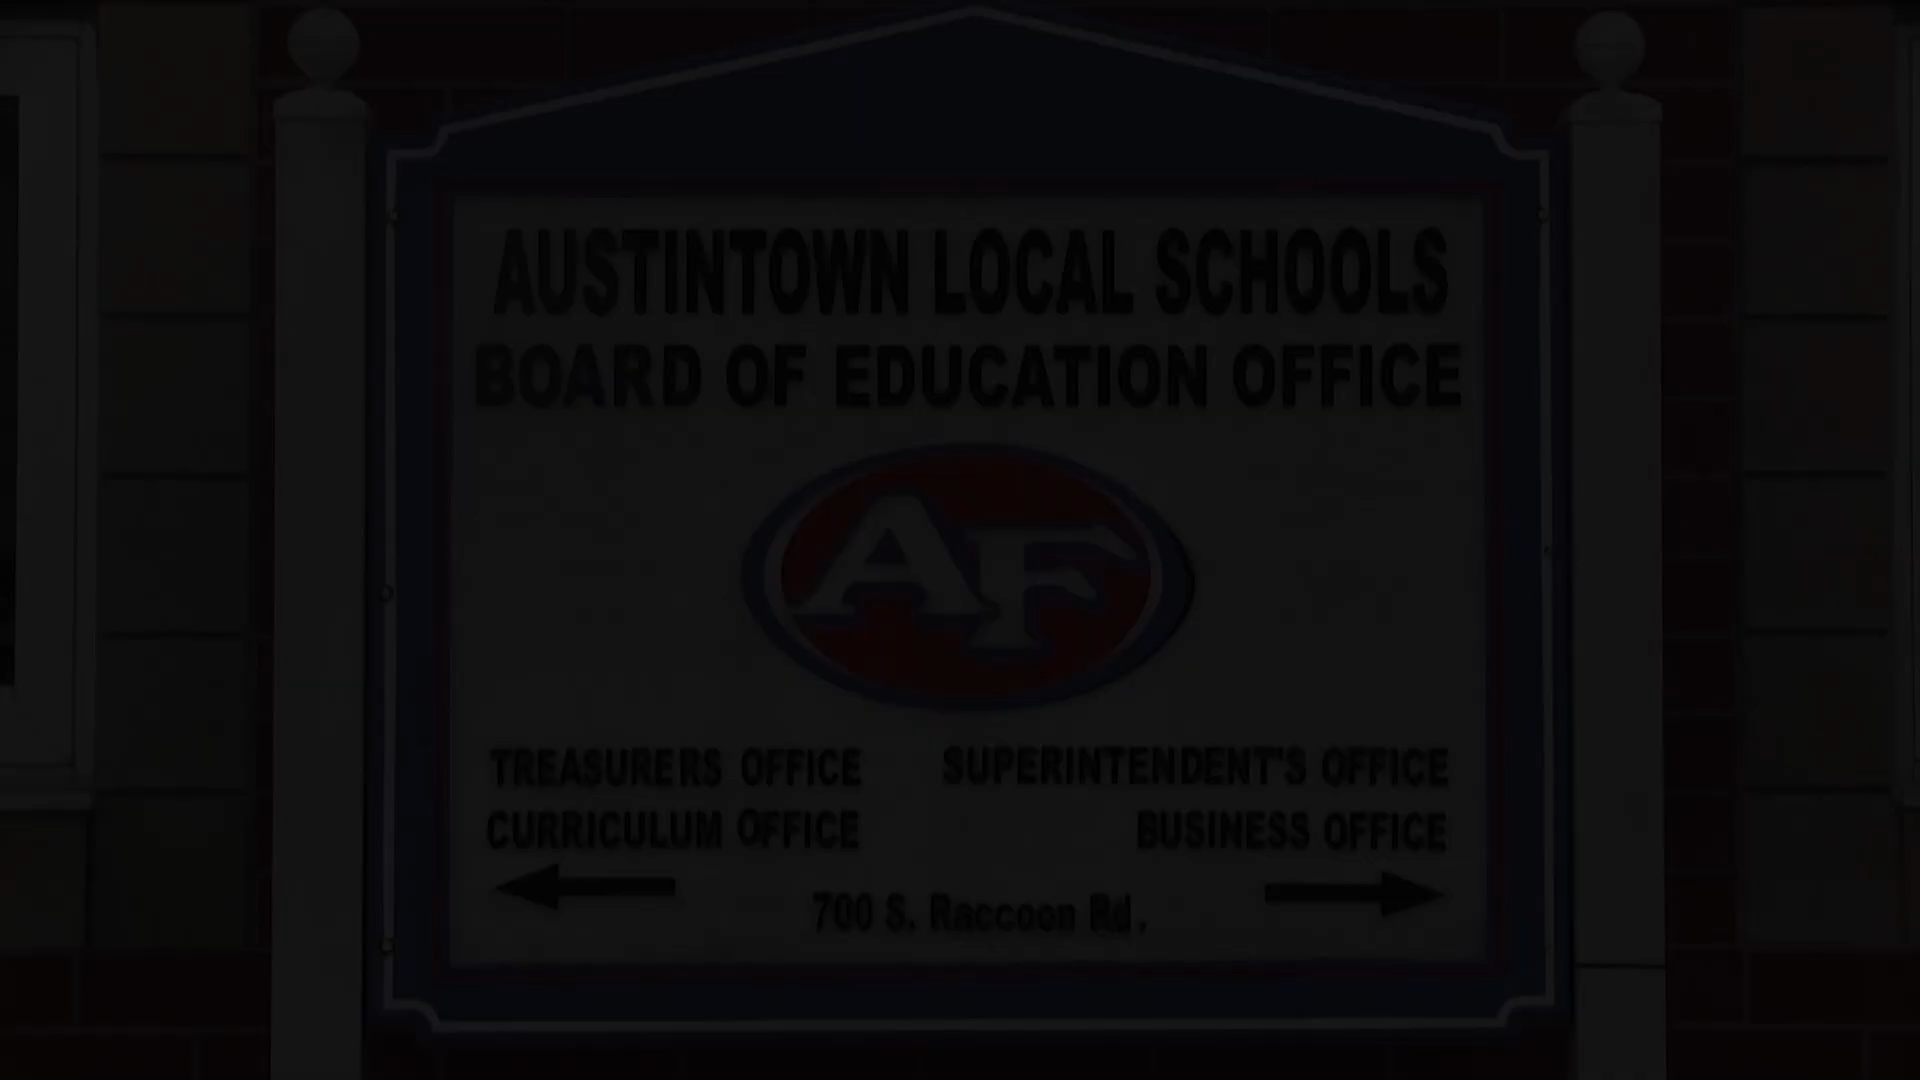 AUSTINTOWN LOCAL SCHOOLS
BOARD OF EDUCATION OFFICE
AF
TREASURERS OFFICE SUPERINTENDENT'S OFFICE
CURRICULUM OFFICE BUSINESS OFFICE
700 S. Raccoon Rd.